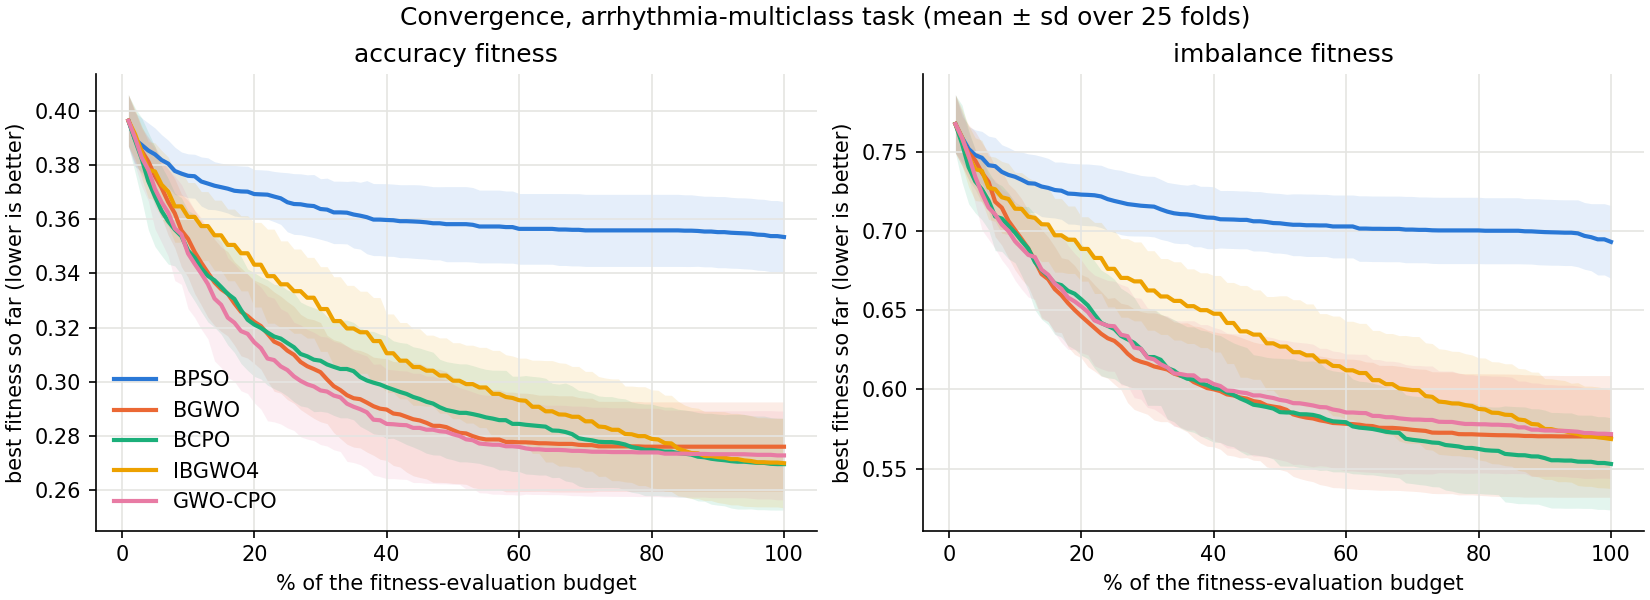 Convergence, arrhythmia-multiclass task (mean ± sd over 25 folds)
accuracy fitness
best fitness so far (lower is better)
0.40
0.38
0.36
0.34
0.32
0.30
0.28
0.26
BPSO
BGWO
BCPO
IBGWO4
GWO-CPO
0 20 40 60 80 100
% of the fitness-evaluation budget
imbalance fitness
best fitness so far (lower is better)
0.75
0.70
0.65
0.60
0.55
0 20 40 60 80 100
% of the fitness-evaluation budget